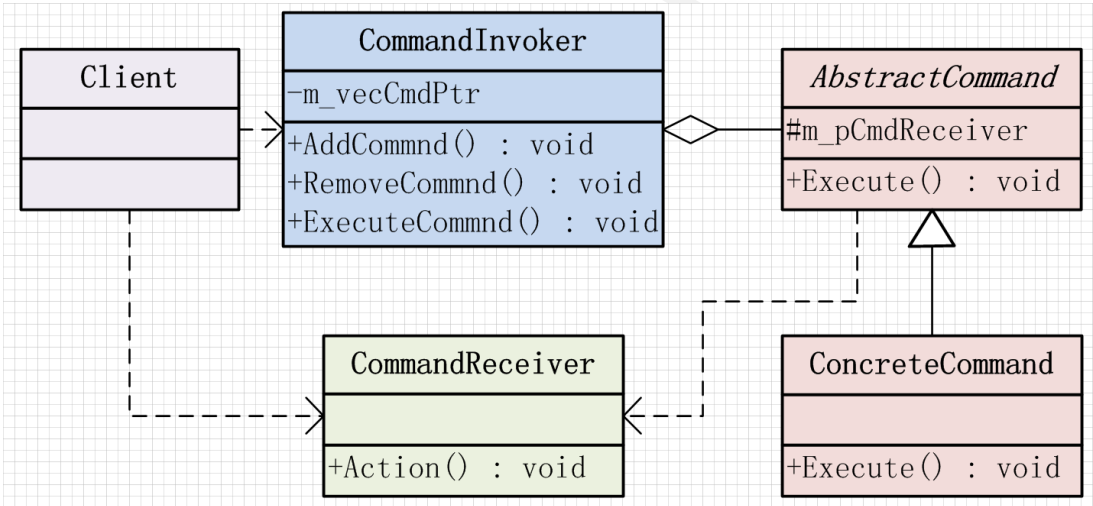 Client
CommandInvoker
-m_vecCmdPtr
+AddCommnd() : void
+RemoveCommnd() : void
+ExecuteCommnd() : void
AbstractCommand
#m_pCmdReceiver
+Execute() : void
CommandReceiver
+Action() : void
ConcreteCommand
+Execute() : void